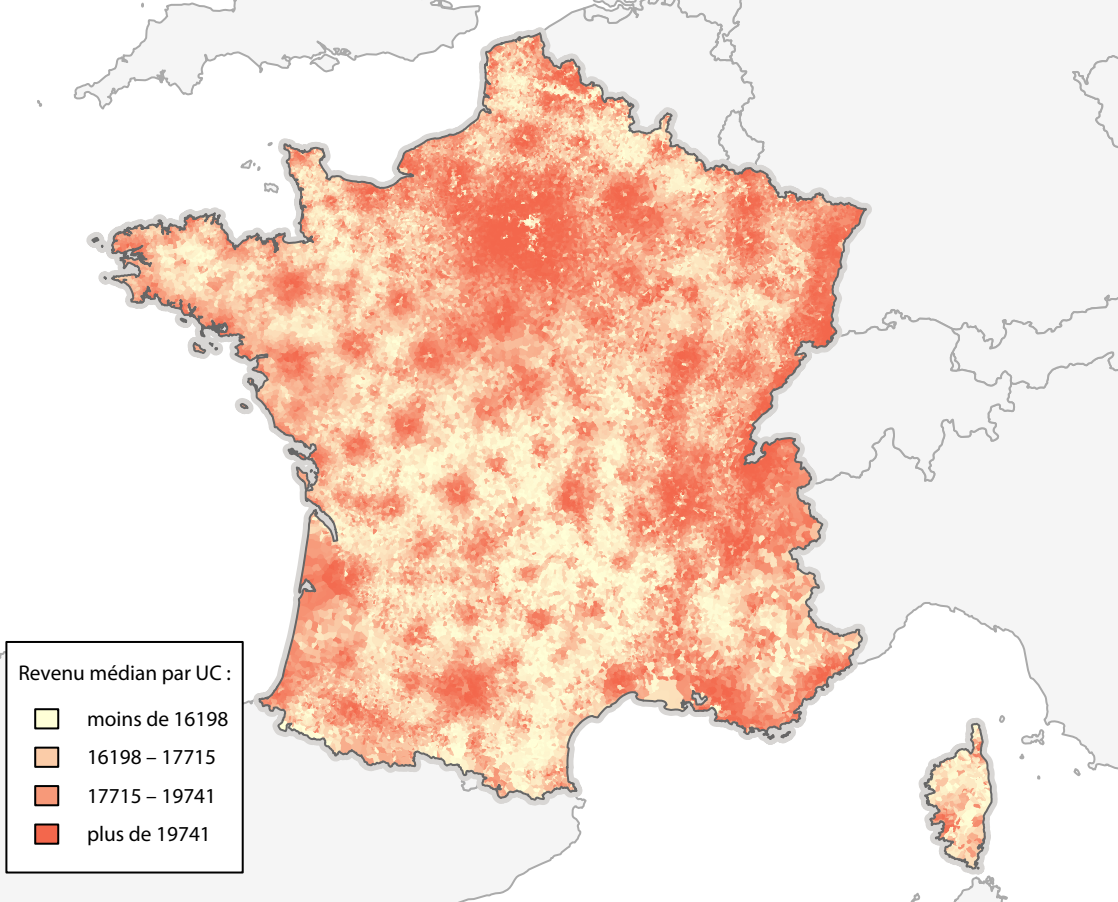 Revenu médian par UC :
moins de 16198
16198 – 17715
17715 – 19741
plus de 19741